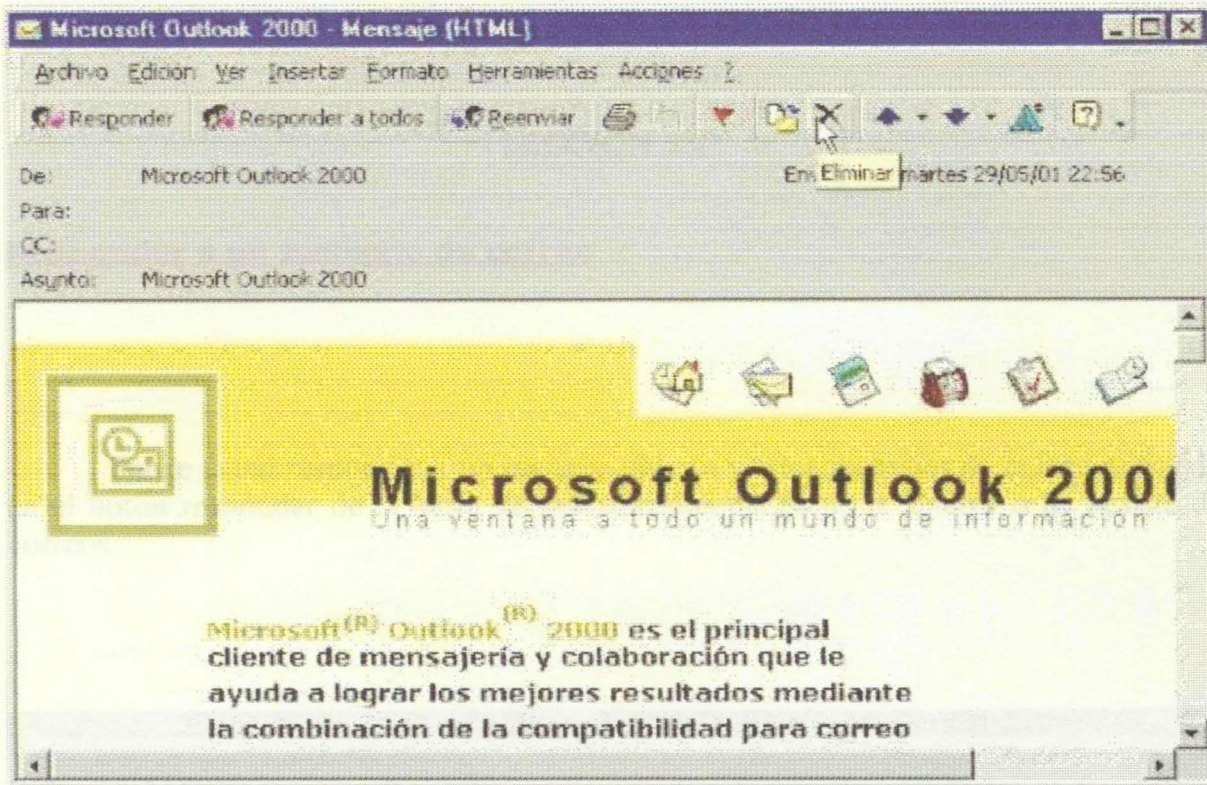 Microsoft Outlook 2000 - Mensaje (HTML)
Archivo Edición Ver Insertar Formato Herramientas Acciones ?
Responder Responder a todos Reenviar
De: Microsoft Outlook 2000 Eliminar martes 29/05/01 22:56
Para:
CC:
Asunto: Microsoft Outlook 2000
Microsoft Outlook 200
Una ventana a todo un mundo de información
Microsoft(R) Outlook(R) 2000 es el principal
cliente de mensajería y colaboración que le
ayuda a lograr los mejores resultados mediante
la combinación de la compatibilidad para correo